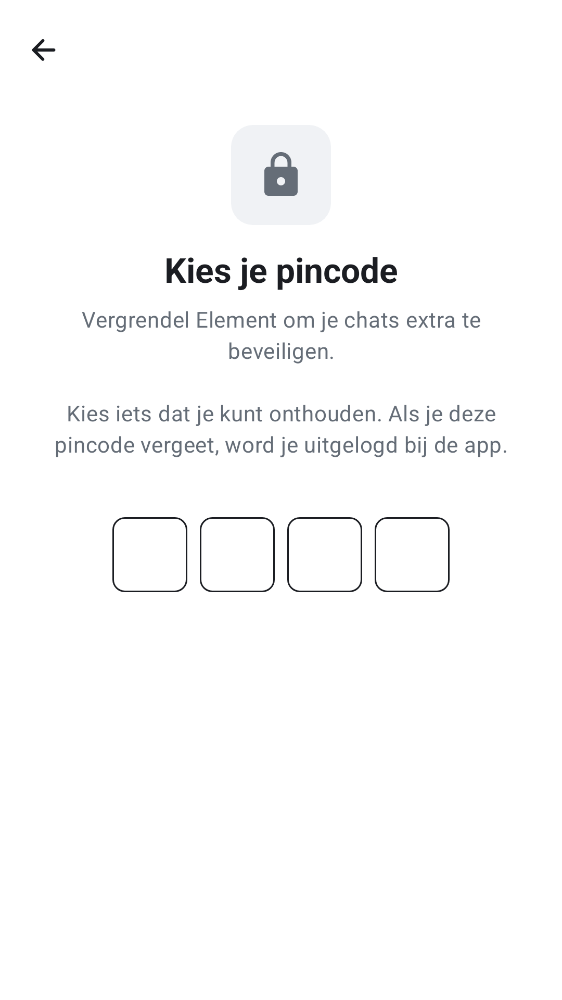 Kies je pincode
Vergrendel Element om je chats extra te
beveiligen.
Kies iets dat je kunt onthouden. Als je deze
pincode vergeet, word je uitgelogd bij de app.